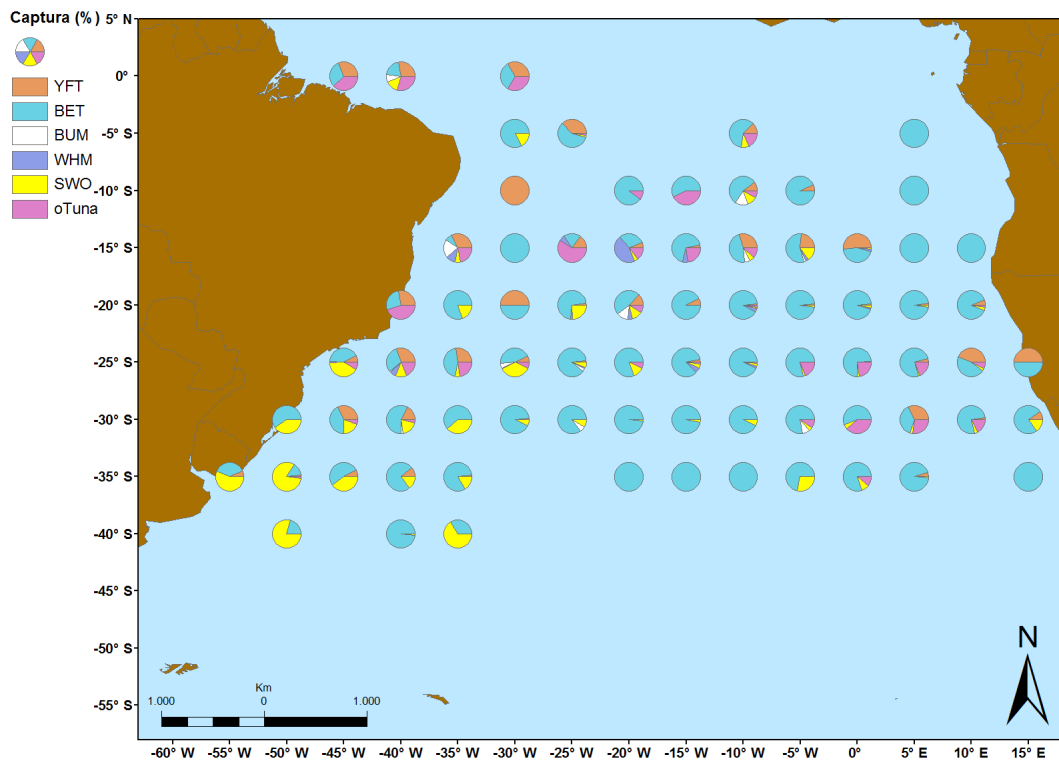 Captura (%)
YFT
BET
BUM
WHM
SWO
oTuna
5° N
0°
-5° S
-10° S
-15° S
-20° S
-25° S
-30° S
-35° S
-40° S
-45° S
-50° S
-55° S
Km
1.000 0 1.000
N
-60° W -55° W -50° W -45° W -40° W -35° W -30° W -25° W -20° W -15° W -10° W -5° W 0° 5° E 10° E 15° E